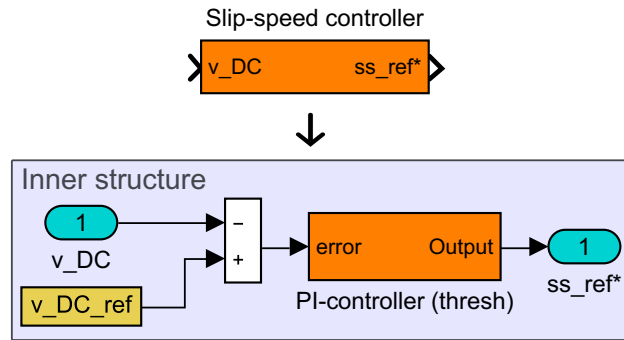 Slip-speed controller
v_DC ss_ref*
Inner structure
1
v_DC
−
+
v_DC_ref
error Output
PI-controller (thresh)
1
ss_ref*